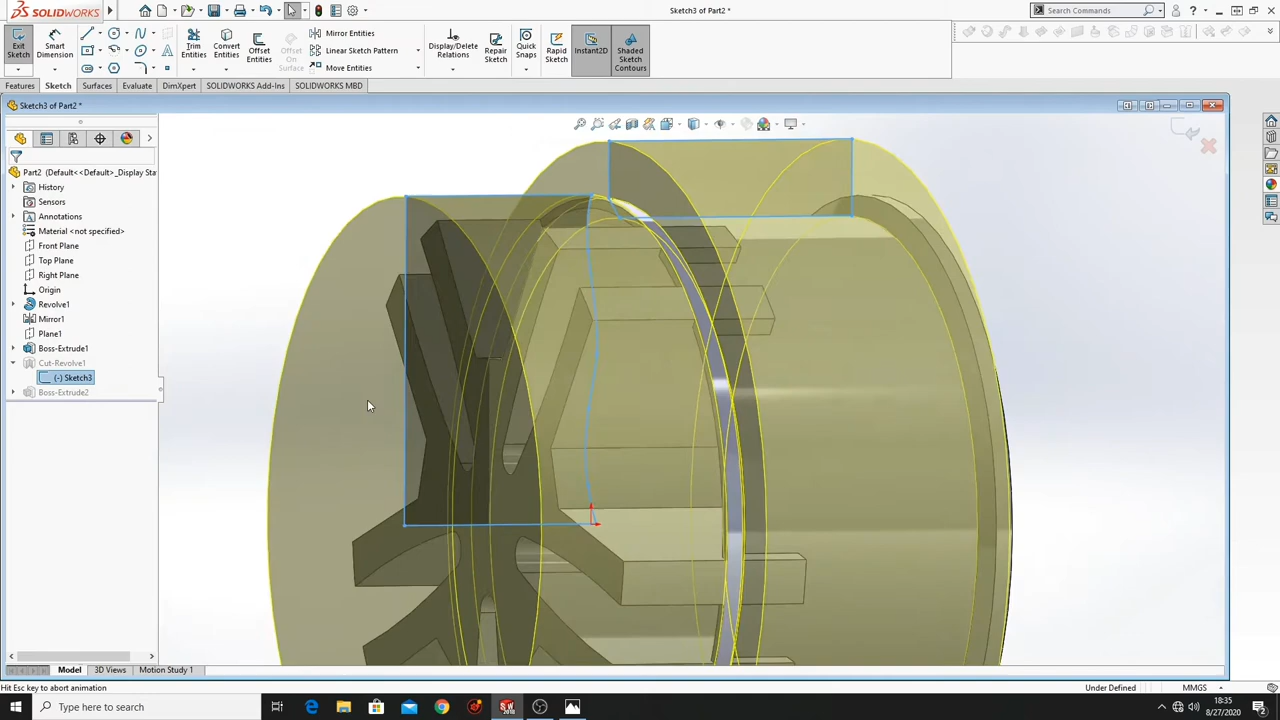 SOLIDWORKS
Sketch3 of Part2 *
Search Commands
Exit Sketch
Smart Dimension
Trim Entities
Convert Entities
Offset Entities
Offset On Surface
Mirror Entities
Linear Sketch Pattern
Move Entities
Display/Delete Relations
Repair Sketch
Quick Snaps
Rapid Sketch
Instant2D
Shaded Sketch Contours
Features
Sketch
Surfaces
Evaluate
DimXpert
SOLIDWORKS Add-Ins
SOLIDWORKS MBD
Sketch3 of Part2 *
Part2 (Default<<Default>_Display Sta
History
Sensors
Annotations
Material <not specified>
Front Plane
Top Plane
Right Plane
Origin
Revolve1
Mirror1
Plane1
Boss-Extrude1
Cut-Revolve1
(-) Sketch3
Boss-Extrude2
Model
3D Views
Motion Study 1
Hit Esc key to abort animation
Under Defined
MMGS
Type here to search
18:35
8/27/2020